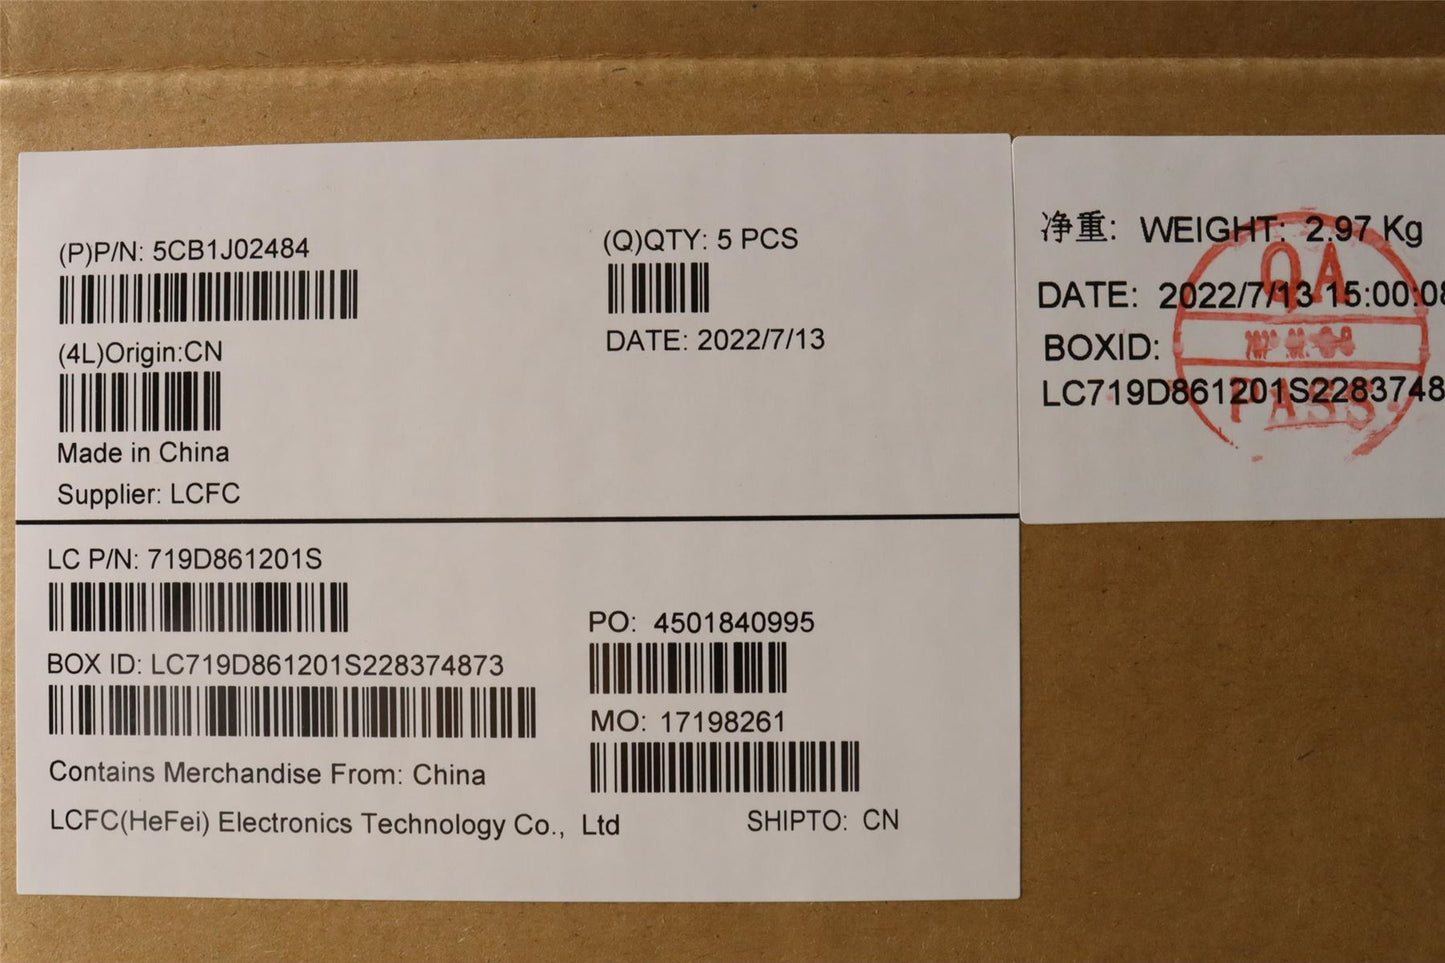 (P)P/N: 5CB1J02484
(Q)QTY: 5 PCS
DATE: 2022/7/13
(4L)Origin:CN
Made in China
Supplier: LCFC
LC P/N: 719D861201S
BOX ID: LC719D861201S228374873
PO: 4501840995
MO: 17198261
Contains Merchandise From: China
LCFC(HeFei) Electronics Technology Co., Ltd
SHIPTO: CN
净重: WEIGHT: 2.97 Kg
DATE: 2022/7/13 15:00:08
BOXID:
LC719D861201S2283748
QA
PASS